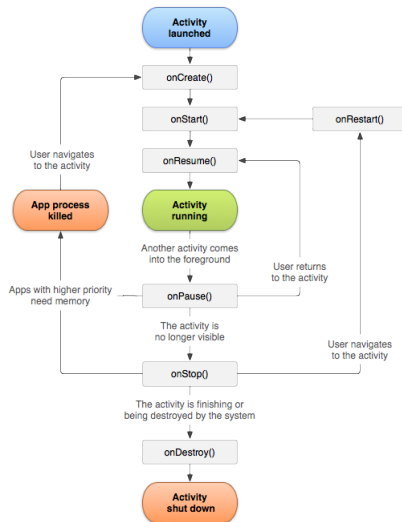 Activity
launched
onCreate()
onStart()
onRestart()
User navigates
to the activity
onResume()
App process
killed
Activity
running
Another activity comes
into the foreground
User returns
to the activity
Apps with higher priority
need memory
onPause()
The activity is
no longer visible
User navigates
to the activity
onStop()
The activity is finishing or
being destroyed by the system
onDestroy()
Activity
shut down